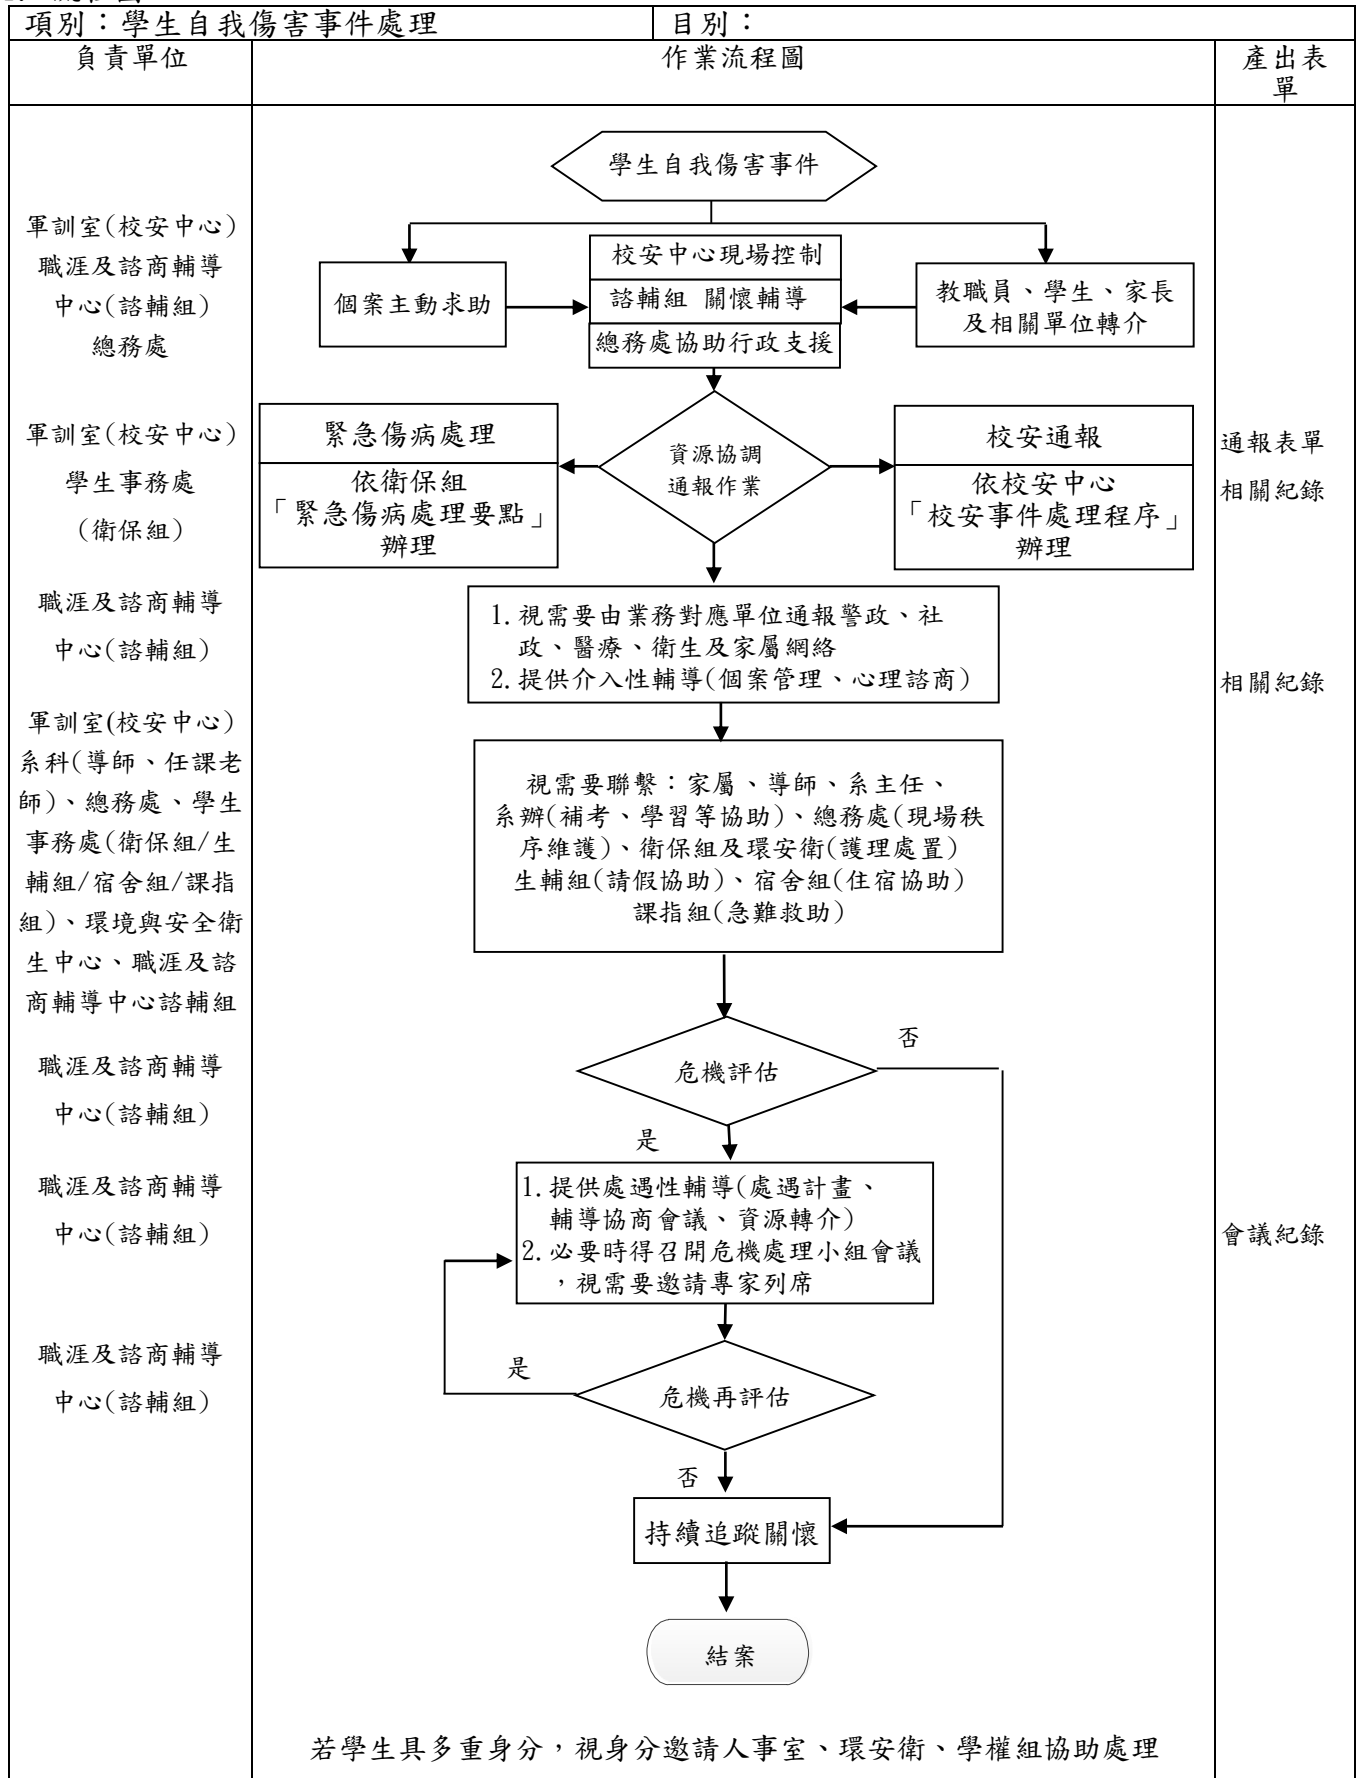 項別：學生自我傷害事件處理
目別：
負責單位
作業流程圖
產出表
單
學生自我傷害事件
軍訓室(校安中心)
職涯及諮商輔導
中心(諮輔組)
總務處
個案主動求助
校安中心現場控制
諮輔組 關懷輔導
總務處協助行政支援
教職員、學生、家長
及相關單位轉介
軍訓室(校安中心)
學生事務處
(衛保組)
緊急傷病處理
依衛保組
「緊急傷病處理要點」
辦理
資源協調
通報作業
校安通報
依校安中心
「校安事件處理程序」
辦理
通報表單
相關紀錄
職涯及諮商輔導
中心(諮輔組)
1.視需要由業務對應單位通報警政、社
政、醫療、衛生及家屬網絡
2.提供介入性輔導(個案管理、心理諮商)
相關紀錄
軍訓室(校安中心)
系科(導師、任課老
師)、總務處、學生
事務處(衛保組/生
輔組/宿舍組/課指
組)、環境與安全衛
生中心、職涯及諮
商輔導中心諮輔組
視需要聯繫：家屬、導師、系主任、
系辦(補考、學習等協助)、總務處(現場秩
序維護)、衛保組及環安衛(護理處置)
生輔組(請假協助)、宿舍組(住宿協助)
課指組(急難救助)
職涯及諮商輔導
中心(諮輔組)
危機評估
否
是
職涯及諮商輔導
中心(諮輔組)
1.提供處遇性輔導(處遇計畫、
輔導協商會議、資源轉介)
2.必要時得召開危機處理小組會議
，視需要邀請專家列席
會議紀錄
職涯及諮商輔導
中心(諮輔組)
是
危機再評估
否
持續追蹤關懷
結案
若學生具多重身分，視身分邀請人事室、環安衛、學權組協助處理